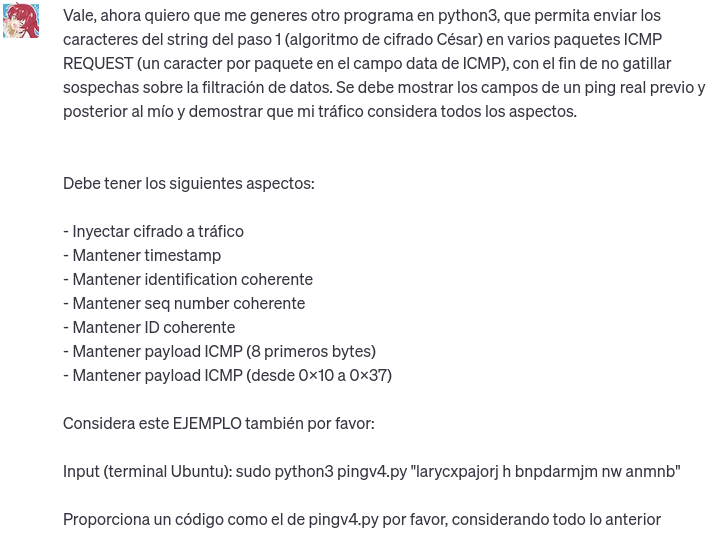 Vale, ahora quiero que me generes otro programa en python3, que permita enviar los
caracteres del string del paso 1 (algoritmo de cifrado César) en varios paquetes ICMP
REQUEST (un caracter por paquete en el campo data de ICMP), con el fin de no gatillar
sospechas sobre la filtración de datos. Se debe mostrar los campos de un ping real previo y
posterior al mío y demostrar que mi tráfico considera todos los aspectos.
Debe tener los siguientes aspectos:
- Inyectar cifrado a tráfico
- Mantener timestamp
- Mantener identification coherente
- Mantener seq number coherente
- Mantener ID coherente
- Mantener payload ICMP (8 primeros bytes)
- Mantener payload ICMP (desde 0×10 a 0×37)
Considera este EJEMPLO también por favor:
Input (terminal Ubuntu): sudo python3 pingv4.py "larycxpajorj h bnpdarmjm nw anmnb"
Proporciona un código como el de pingv4.py por favor, considerando todo lo anterior